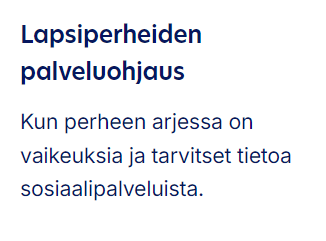 Lapsiperheiden
palveluohjaus
Kun perheen arjessa on
vaikeuksia ja tarvitset tietoa
sosiaalipalveluista.